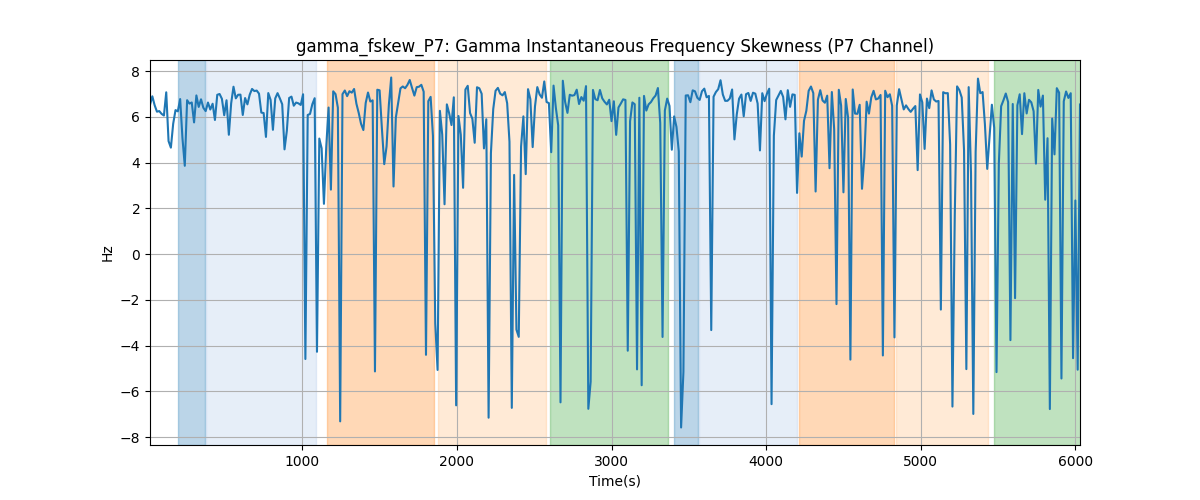 gamma_fskew_P7: Gamma Instantaneous Frequency Skewness (P7 Channel)
8
6
4
2
0
−2
−4
−6
−8
Hz
1000 2000 3000 4000 5000 6000
Time(s)